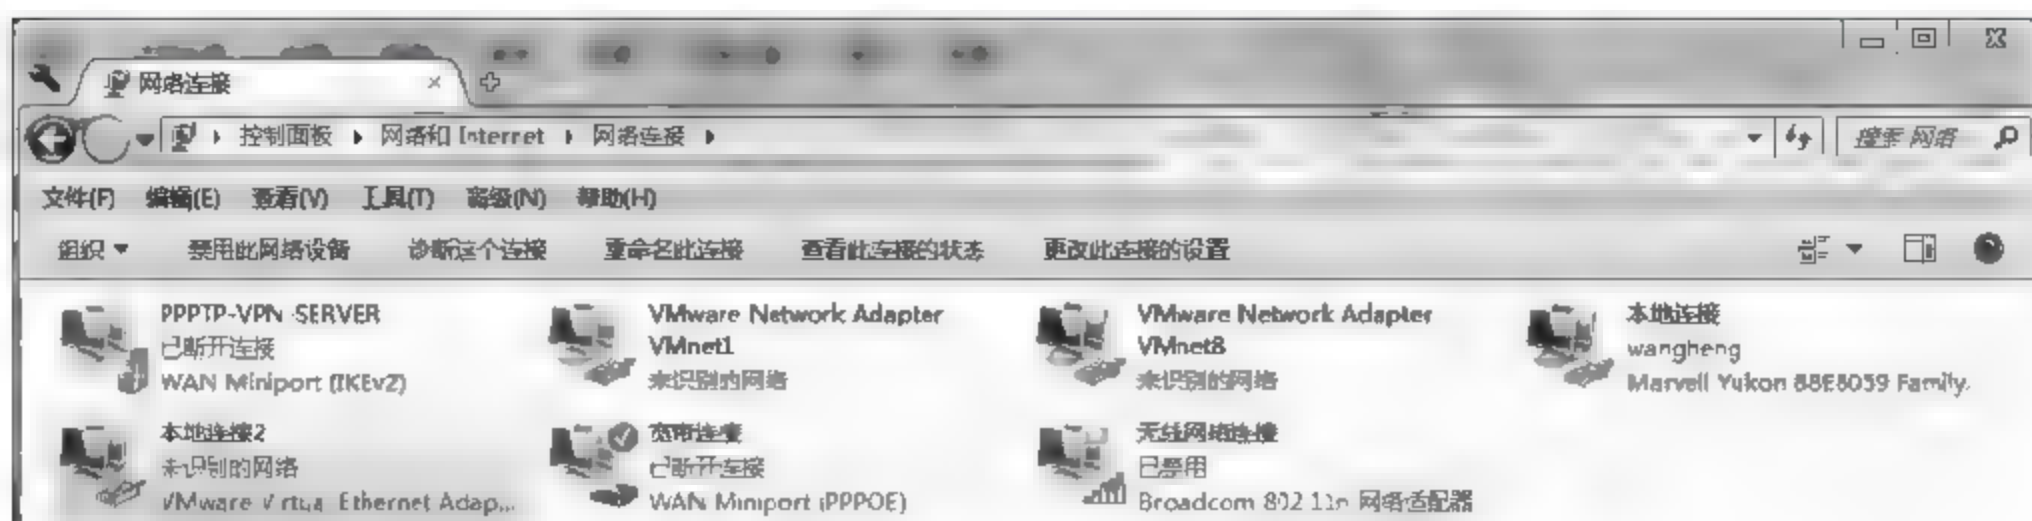 网络连接
控制面板 网络和 Internet 网络连接 搜索 网络
文件(F) 编辑(E) 查看(V) 工具(T) 高级(N) 帮助(H)
组织 禁用此网络设备 诊断这个连接 重命名此连接 查看此连接的状态 更改此连接的设置
PPPTP-VPN-SERVER
已断开连接
WAN Miniport (IKEv2)
VMware Network Adapter
VMnet1
未识别的网络
VMware Network Adapter
VMnet8
未识别的网络
本地连接
wangheng
Marvell Yukon 88E8059 Family.
本地连接2
未识别的网络
VMware Virtual Ethernet Adap...
宽带连接
已断开连接
WAN Miniport (PPPOE)
无线网络连接
已禁用
Broadcom 802.11n 网络适配器